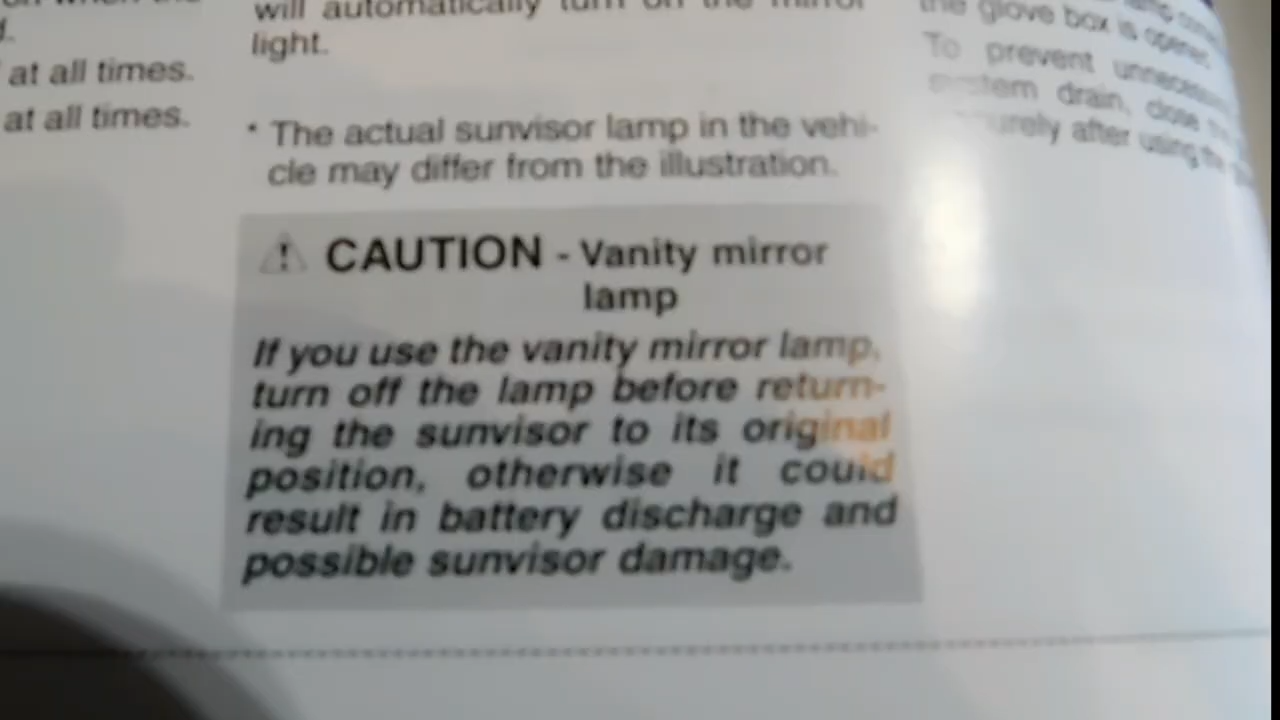 at all times.
at all times.
will automatically turn on the mirror
light.
* The actual sunvisor lamp in the vehi-
cle may differ from the illustration.
CAUTION - Vanity mirror
lamp
If you use the vanity mirror lamp,
turn off the lamp before return-
ing the sunvisor to its original
position, otherwise it could
result in battery discharge and
possible sunvisor damage.
the glove box is opened.
To prevent
drain, close
after using the